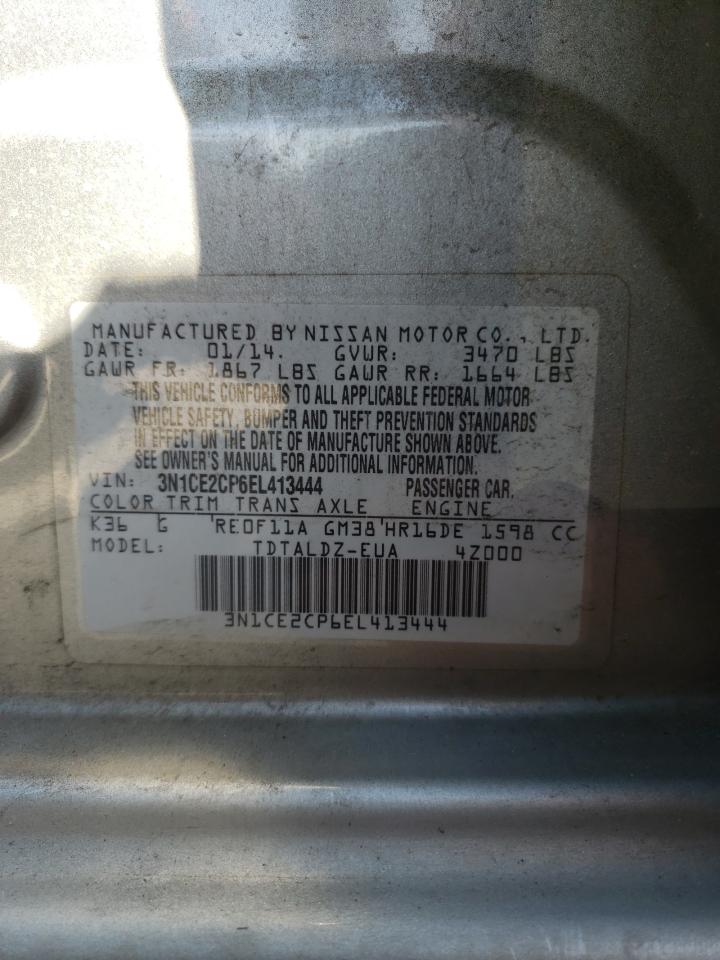 MANUFACTURED BY NISSAN MOTOR CO., LTD.
DATE: 01/14. GVWR: 3470 LBS
GAWR FR: 1867 LBS GAWR RR: 1664 LBS
THIS VEHICLE CONFORMS TO ALL APPLICABLE FEDERAL MOTOR
VEHICLE SAFETY, BUMPER AND THEFT PREVENTION STANDARDS
IN EFFECT ON THE DATE OF MANUFACTURE SHOWN ABOVE.
SEE OWNER'S MANUAL FOR ADDITIONAL INFORMATION.
VIN: 3N1CE2CP6EL413444 PASSENGER CAR.
COLOR TRIM TRANS AXLE ENGINE
K36 G RE0F11A GM38 HR16DE 1598 CC
MODEL: TDTALDZ-EUA 4Z000
3N1CE2CP6EL413444